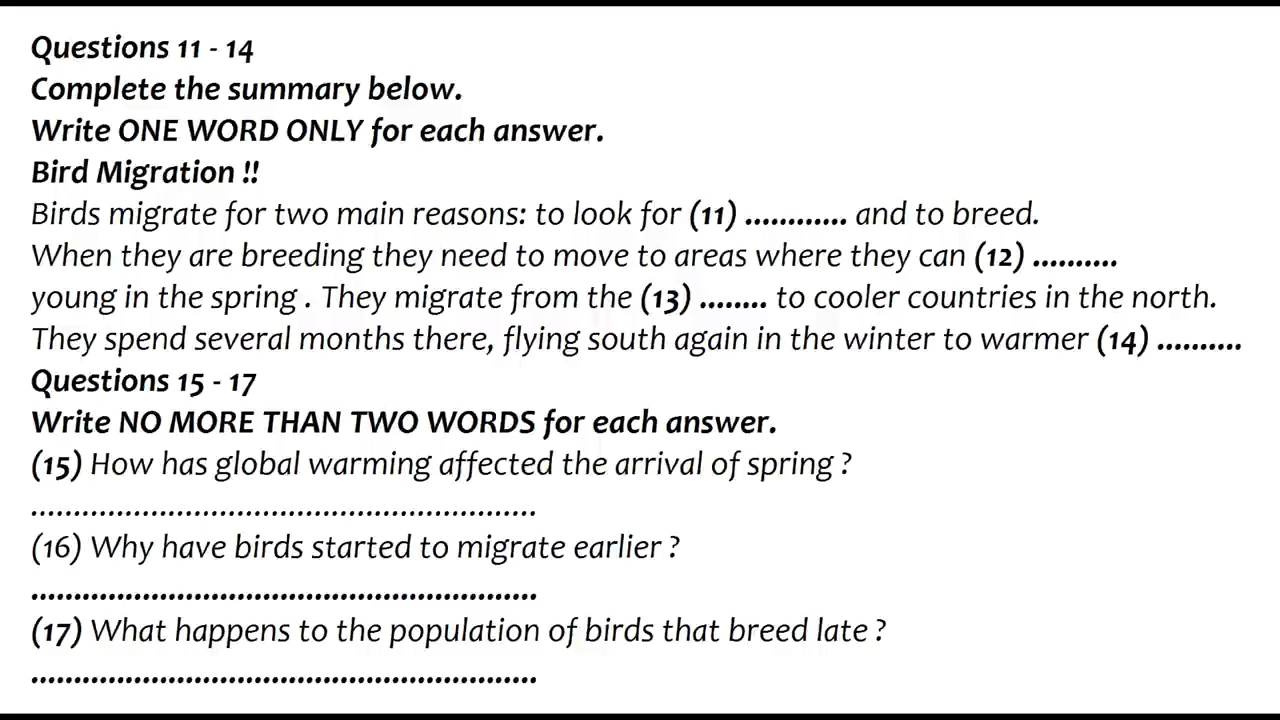 Questions 11 - 14
Complete the summary below.
Write ONE WORD ONLY for each answer.
Bird Migration !!
Birds migrate for two main reasons: to look for (11) ............ and to breed.
When they are breeding they need to move to areas where they can (12) ..........
young in the spring . They migrate from the (13) ........ to cooler countries in the north.
They spend several months there, flying south again in the winter to warmer (14) ..........
Questions 15 - 17
Write NO MORE THAN TWO WORDS for each answer.
(15) How has global warming affected the arrival of spring ?
..........................................................
(16) Why have birds started to migrate earlier ?
..........................................................
(17) What happens to the population of birds that breed late ?
..........................................................